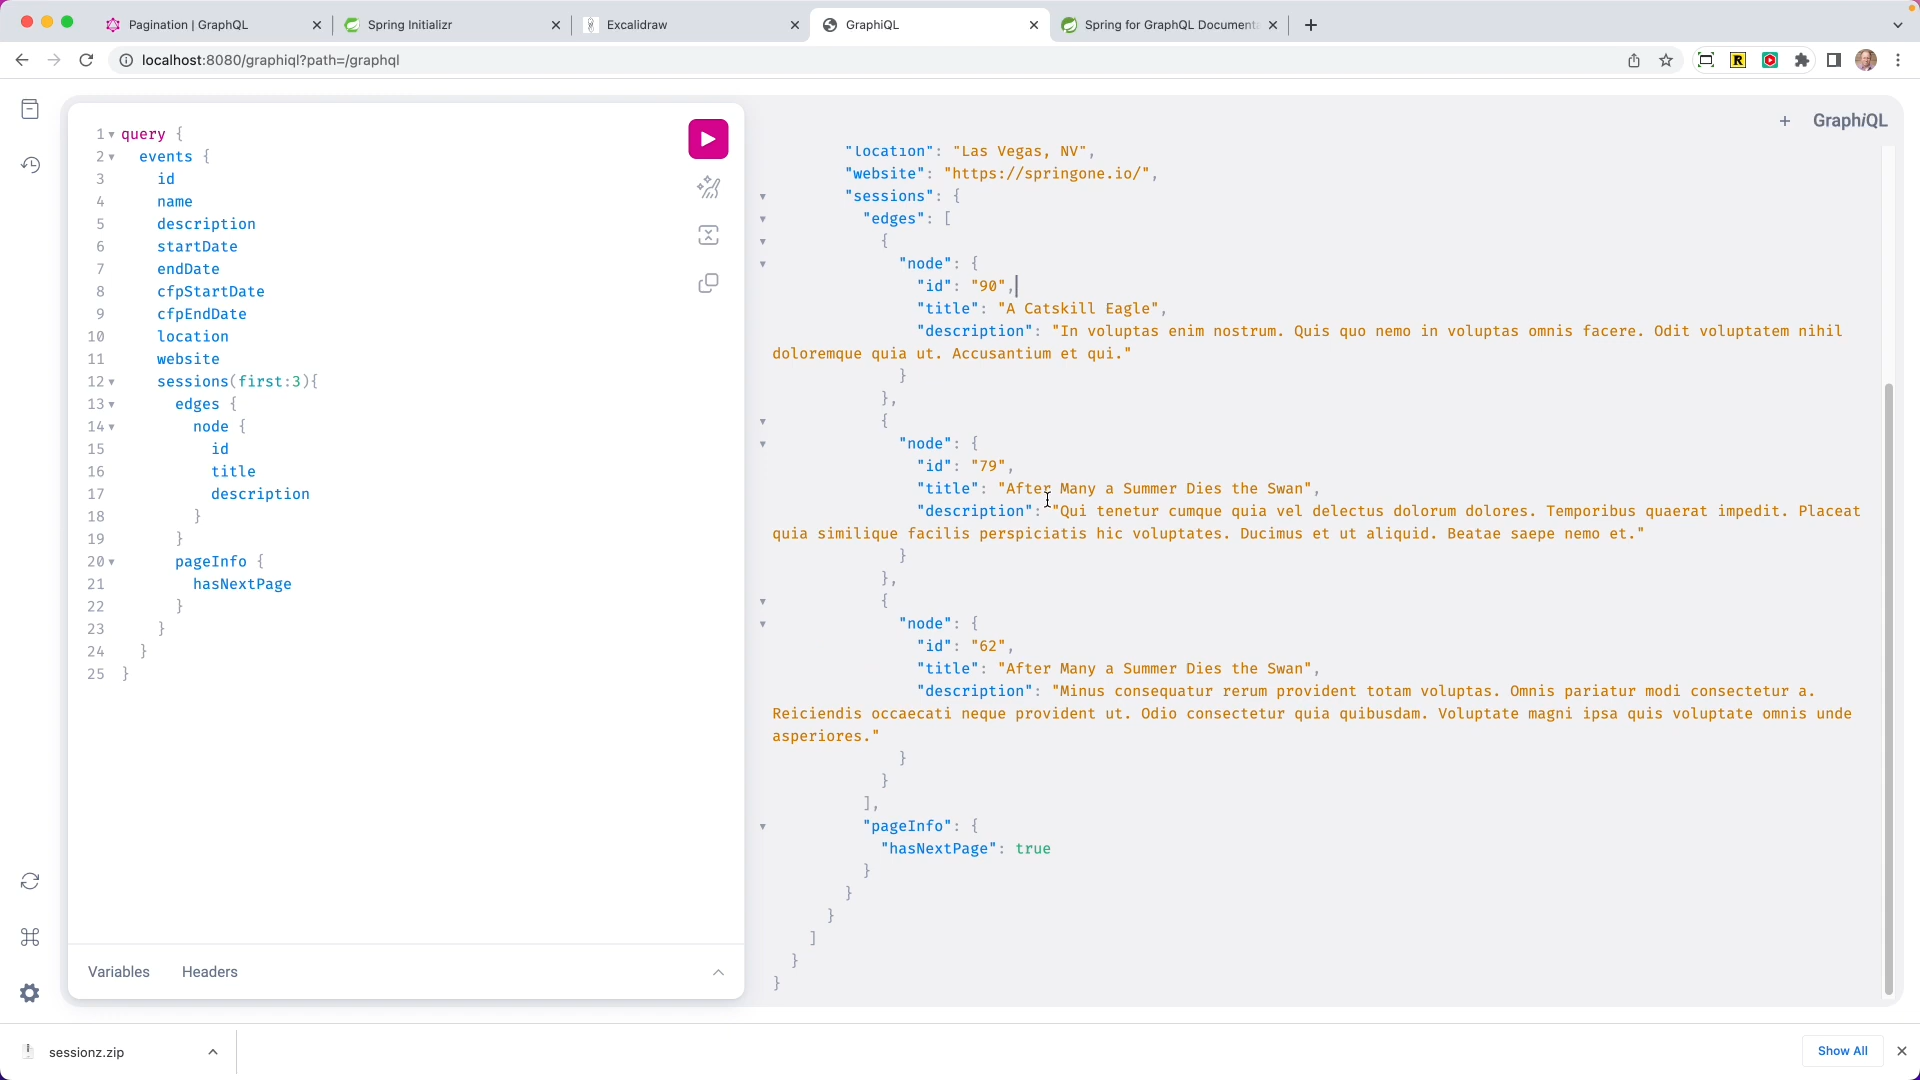 Pagination | GraphQL
Spring Initializr
Excalidraw
GraphiQL
Spring for GraphQL Document
localhost:8080/graphiql?path=/graphql
1 query {
2 events {
3 id
4 name
5 description
6 startDate
7 endDate
8 cfpStartDate
9 cfpEndDate
10 location
11 website
12 sessions(first:3){
13 edges {
14 node {
15 id
16 title
17 description
18 }
19 }
20 pageInfo {
21 hasNextPage
22 }
23 }
24 }
25 }
Variables
Headers
GraphiQL
"location": "Las Vegas, NV",
"website": "https://springone.io/",
"sessions": {
"edges": [
{
"node": {
"id": "90",
"title": "A Catskill Eagle",
"description": "In voluptas enim nostrum. Quis quo nemo in voluptas omnis facere. Odit voluptatem nihil
doloremque quia ut. Accusantium et qui."
}
},
{
"node": {
"id": "79",
"title": "After Many a Summer Dies the Swan",
"description": "Qui tenetur cumque quia vel delectus dolorum dolores. Temporibus quaerat impedit. Placeat
quia similique facilis perspiciatis hic voluptates. Ducimus et ut aliquid. Beatae saepe nemo et."
}
},
{
"node": {
"id": "62",
"title": "After Many a Summer Dies the Swan",
"description": "Minus consequatur rerum provident totam voluptas. Omnis pariatur modi consectetur a.
Reiciendis occaecati neque provident ut. Odio consectetur quia quibusdam. Voluptate magni ipsa quis voluptate omnis unde
asperiores."
}
}
],
"pageInfo": {
"hasNextPage": true
}
}
}
]
}
}
sessionz.zip
Show All